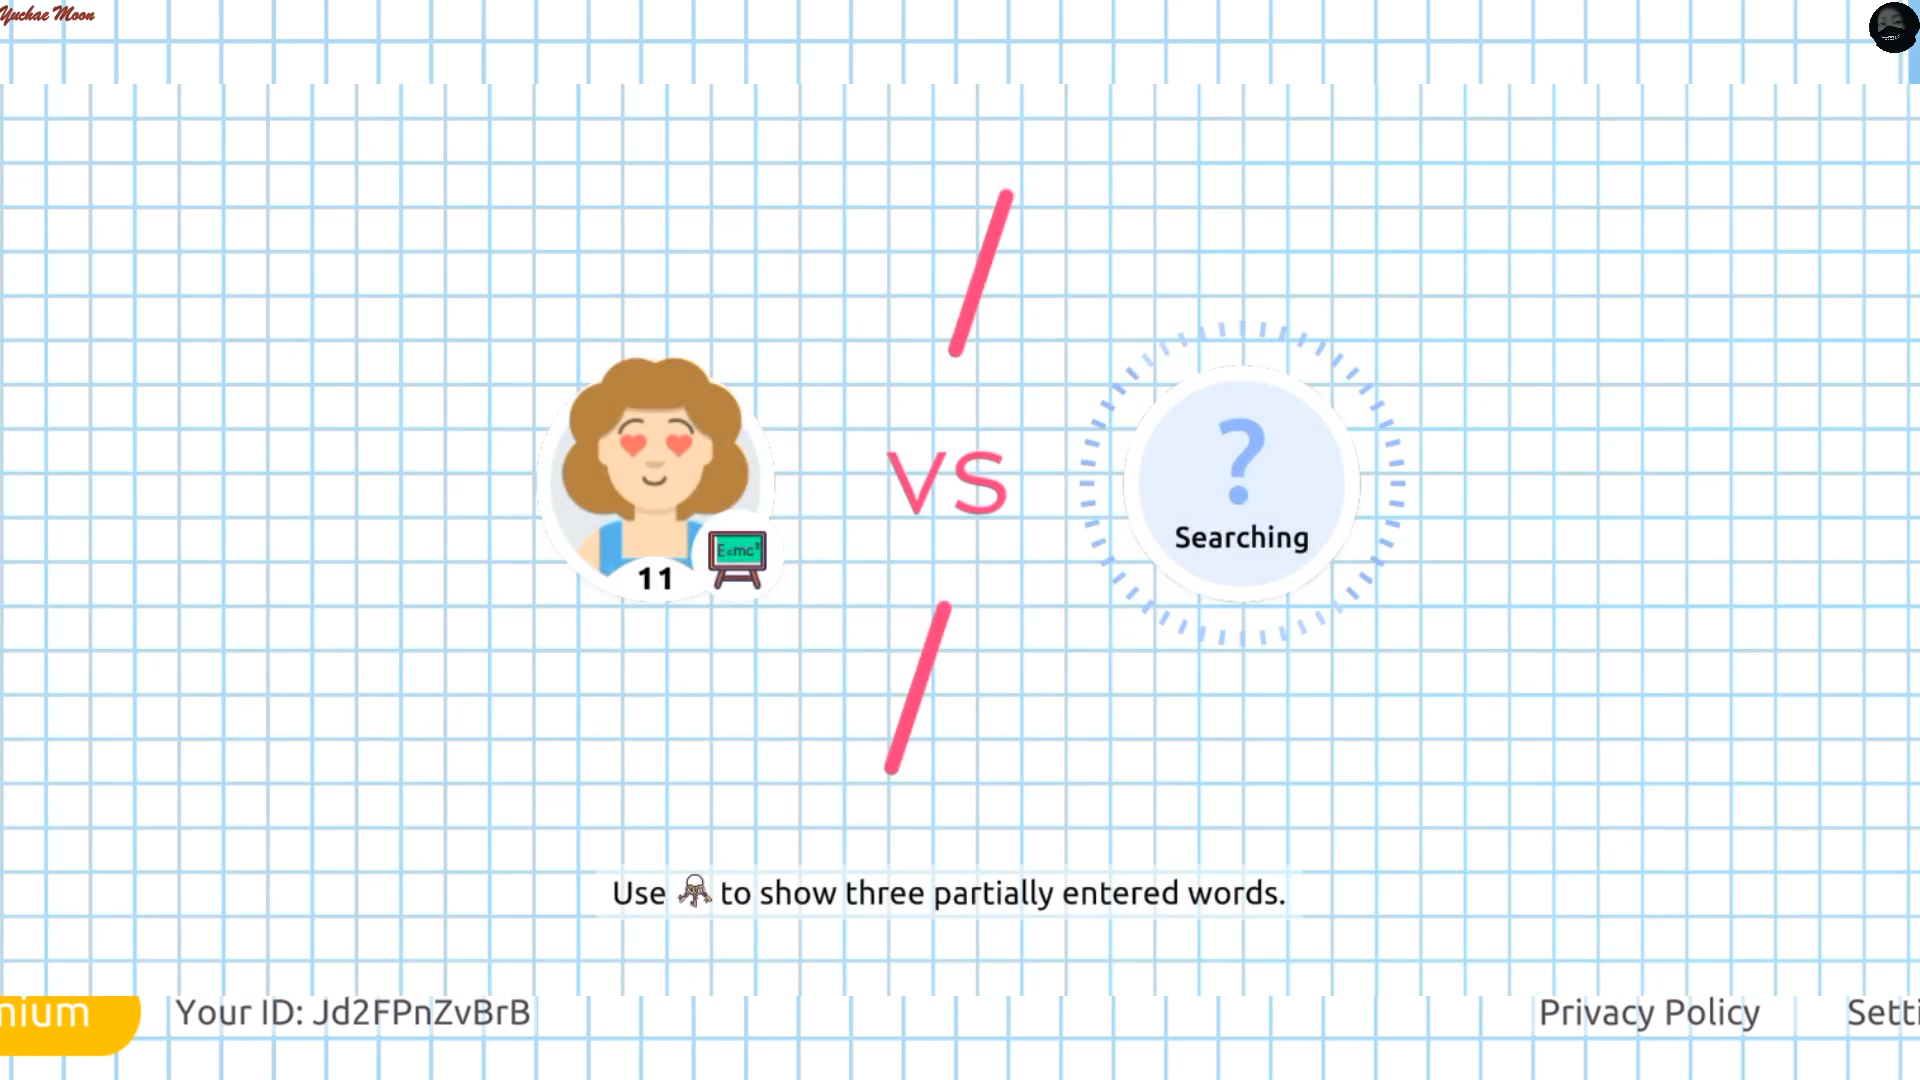 Yuchae Moon
VS
?
Searching
E=mc²
11
Use to show three partially entered words.
nium
Your ID: Jd2FPnZvBrB
Privacy Policy
Setti